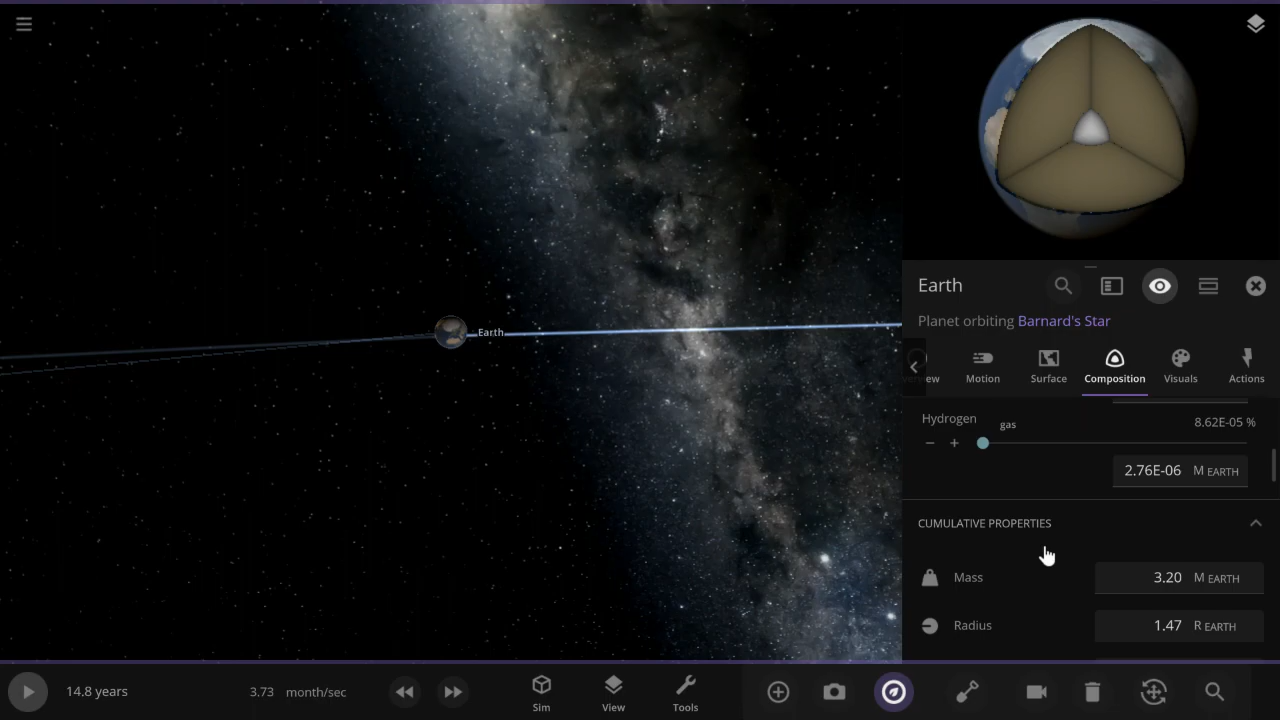 Earth
Earth
Planet orbiting Barnard's Star
Motion Surface Composition Visuals Actions
Hydrogen gas 8.62E-05 %
2.76E-06 M EARTH
CUMULATIVE PROPERTIES
Mass 3.20 M EARTH
Radius 1.47 R EARTH
14.8 years 3.73 month/sec Sim View Tools